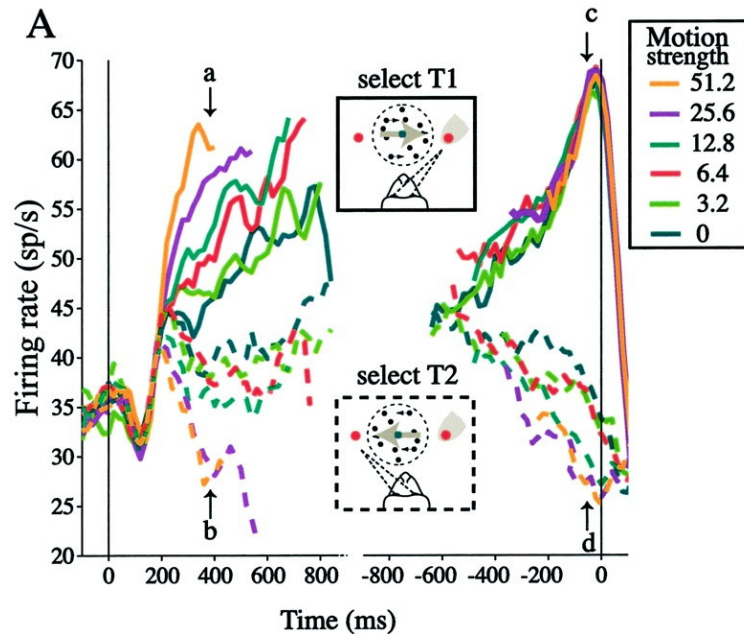 A
a
c
select T1
Motion
strength
51.2
25.6
12.8
6.4
3.2
0
70
65
60
55
50
45
40
35
30
25
20
Firing rate (sp/s)
select T2
b
d
0 200 400 600 800
-800 -600 -400 -200 0
Time (ms)